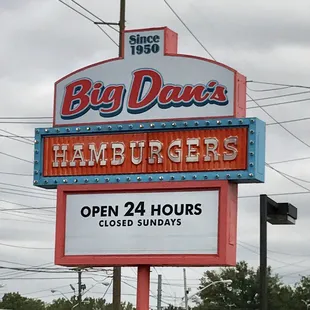 Since
1950
Big Dan's
HAMBURGERS
OPEN 24 HOURS
CLOSED SUNDAYS